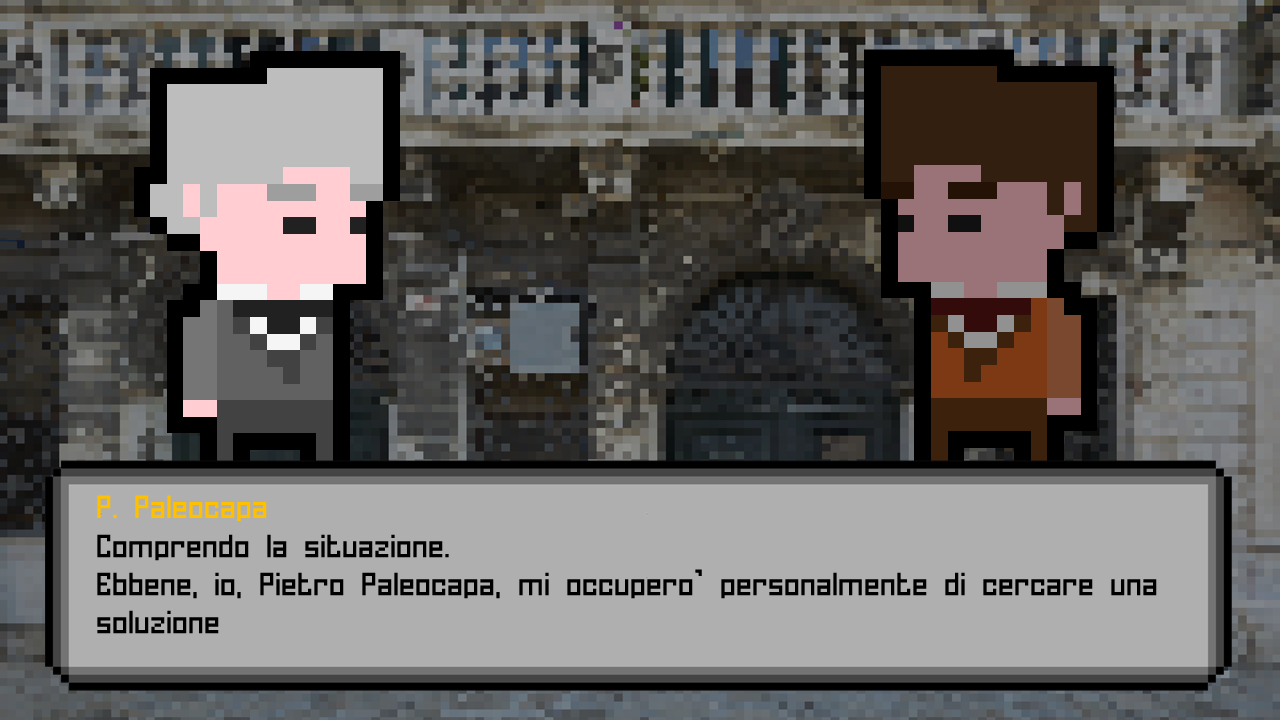 P. Paleocapa
Comprendo la situazione.
Ebbene, io, Pietro Paleocapa, mi occupero` personalmente di cercare una
soluzione